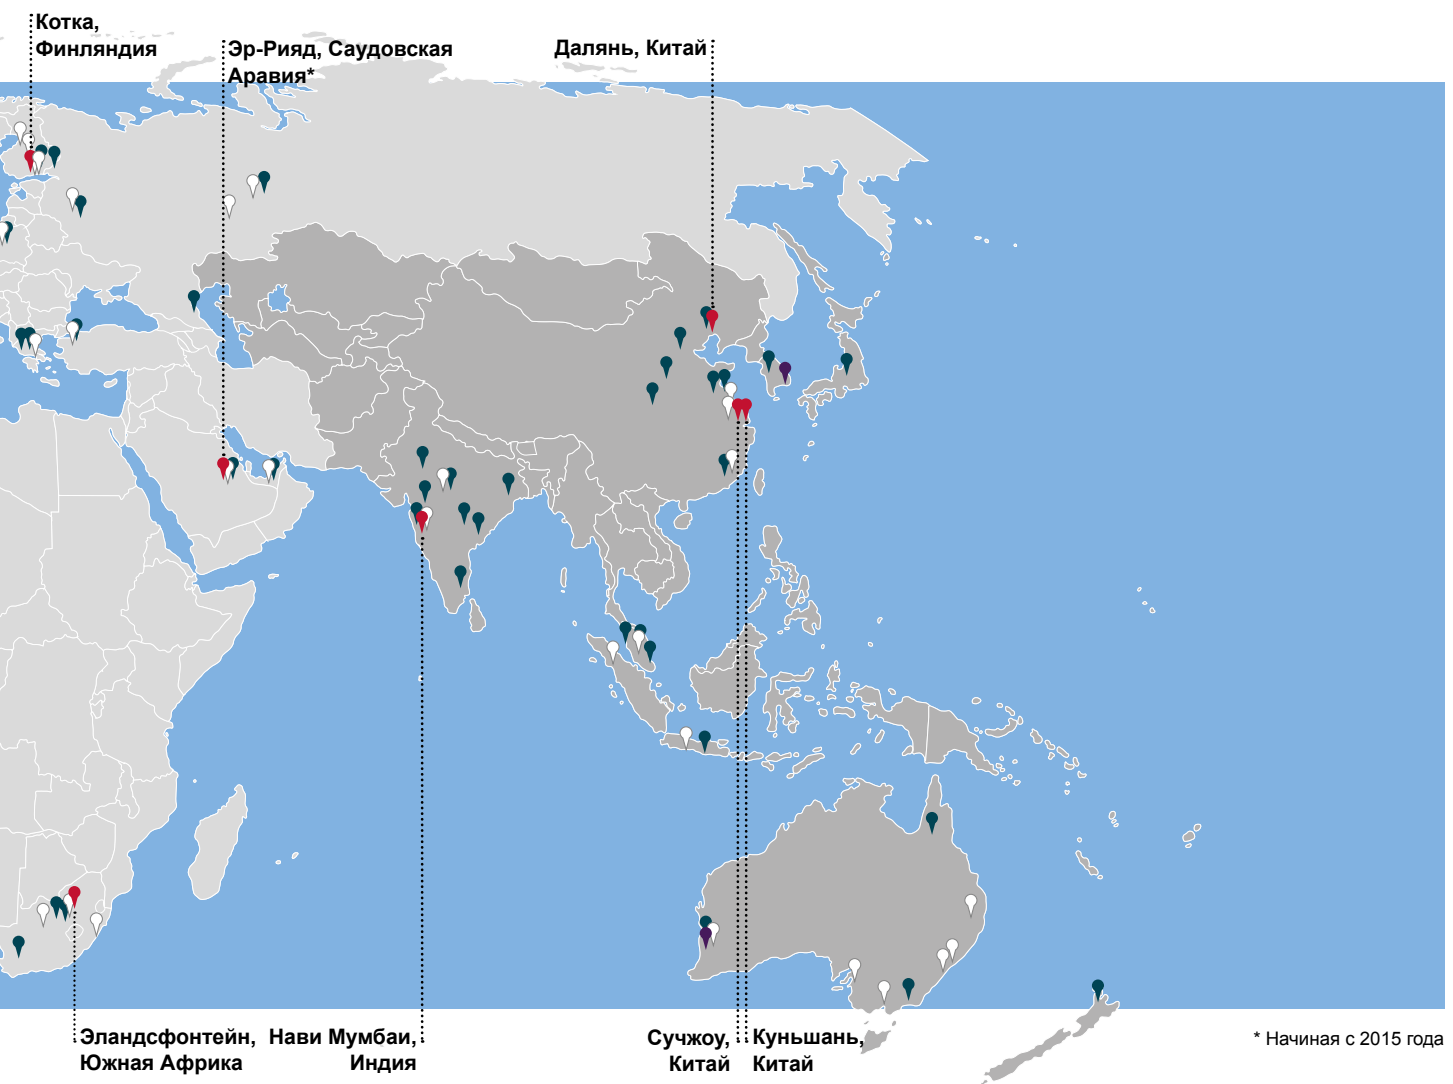 Котка,
Финляндия
Эр-Рияд, Саудовская
Аравия*
Далянь, Китай
Эландсфонтейн,
Южная Африка
Нави Мумбаи,
Индия
Сучжоу,
Китай
Куньшань,
Китай
* Начиная с 2015 года